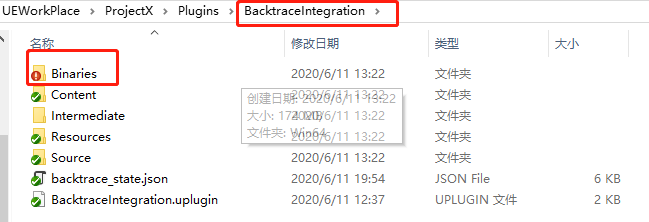 UEWorkPlace > ProjectX > Plugins > BacktraceIntegration >
名称 修改日期 类型 大小
Binaries 2020/6/11 13:22 文件夹
Content 2020/6/11 13:22 文件夹
创建日期: 2020/6/11 13:22
Intermediate 2020/6/11 13:22 文件夹
大小: 174 MB
Resources 2020/6/11 13:22 文件夹
文件夹: Win64
Source 2020/6/11 13:22 文件夹
backtrace_state.json 2020/6/11 19:54 JSON File 6 KB
BacktraceIntegration.uplugin 2020/6/11 12:37 UPLUGIN 文件 2 KB